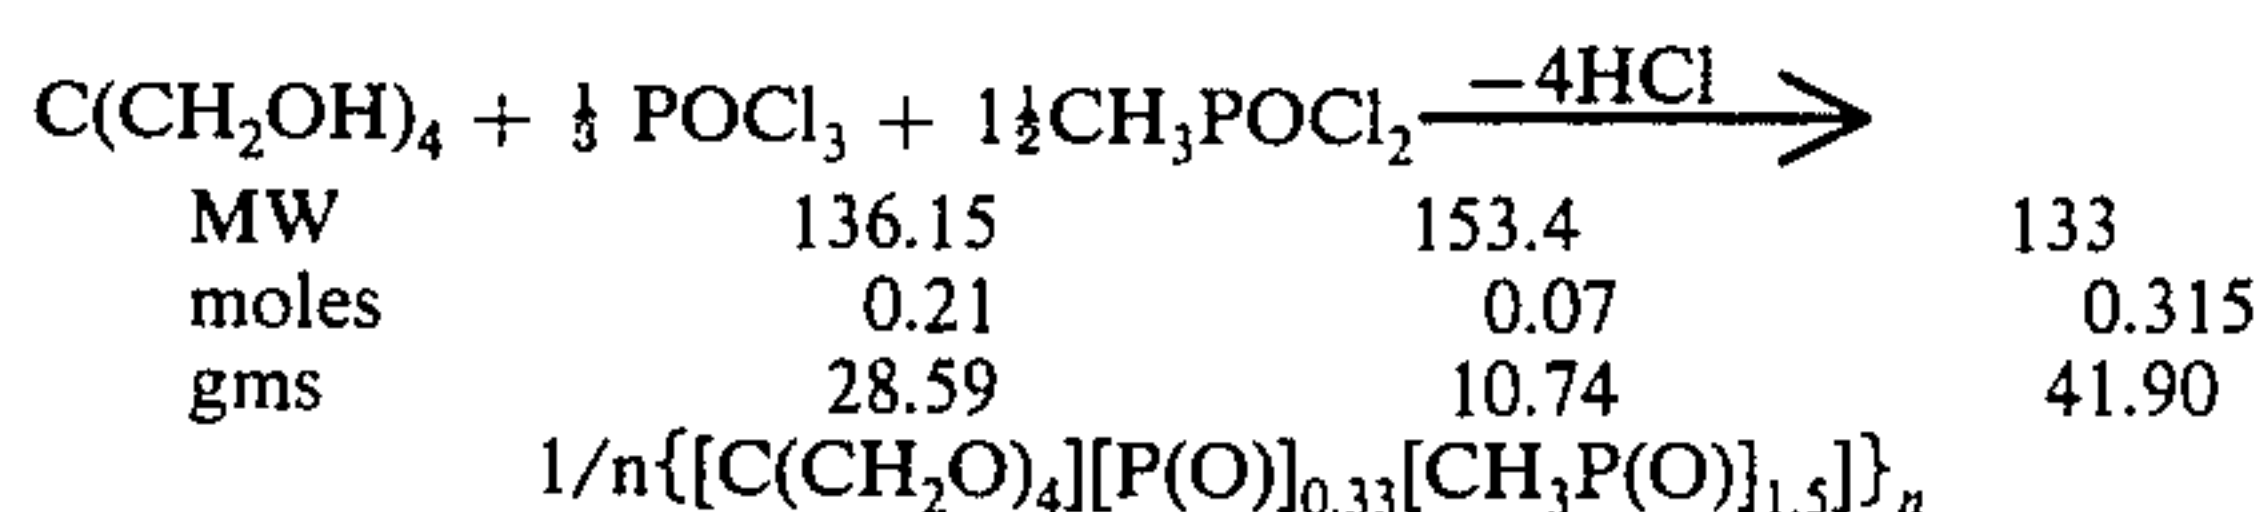 C(CH₂OH)₄ + ⅓ POCl₃ + 1½CH₃POCl₂ —4HCl
MW 136.15 153.4 133
moles 0.21 0.07 0.315
gms 28.59 10.74 41.90
1/n{[C(CH₂O)₄][P(O)]₀.₃₃[CH₃P(O)}₁.₅]}ₙ